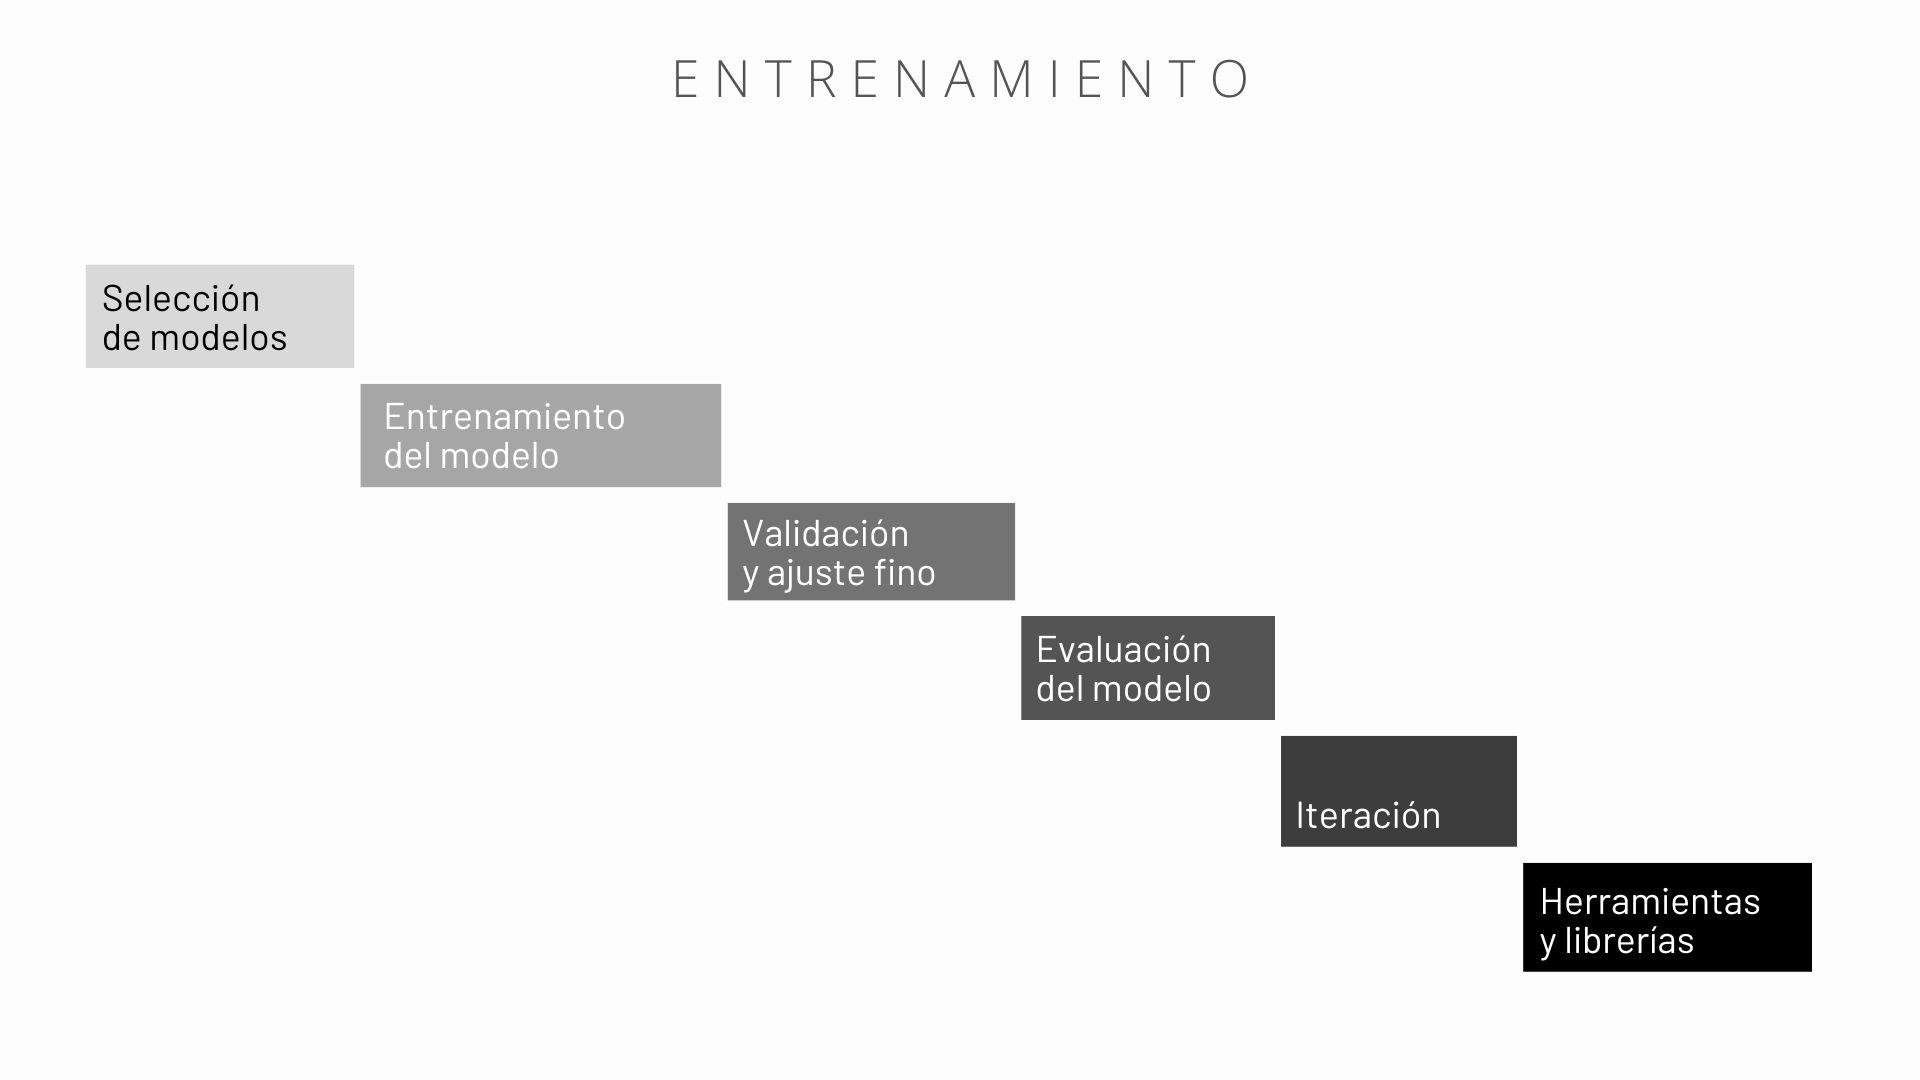 ENTRENAMIENTO
Selección
de modelos
Entrenamiento
del modelo
Validación
y ajuste fino
Evaluación
del modelo
Iteración
Herramientas
y librerías